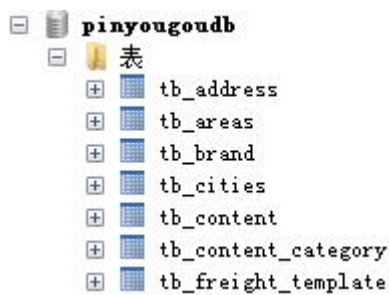 pinyougoudb
表
tb_address
tb_areas
tb_brand
tb_cities
tb_content
tb_content_category
tb_freight_template